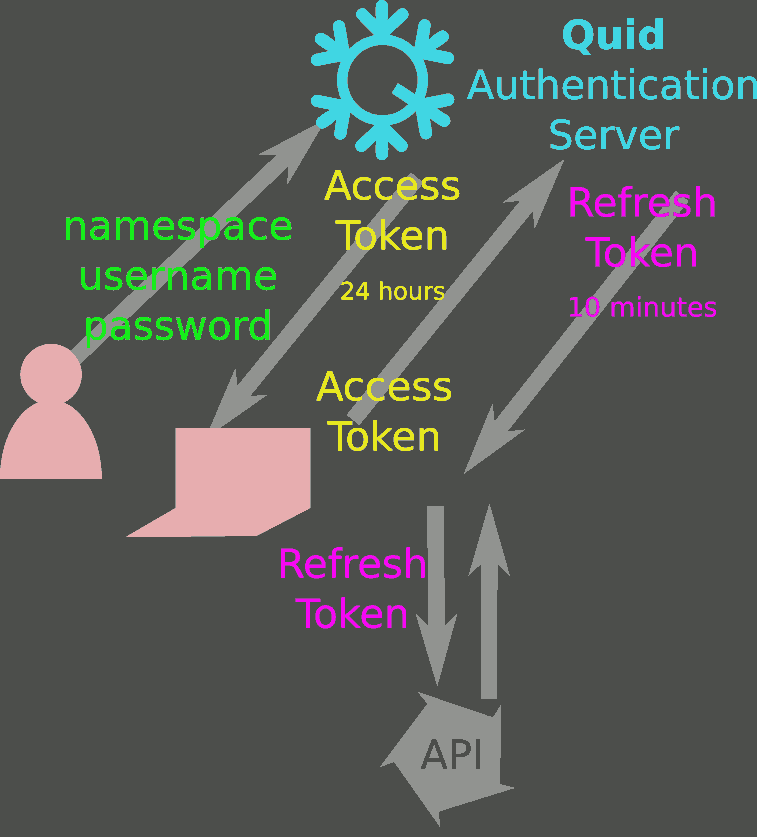 Quid
Authentication
Server
namespace
username
password
Access
Token
24 hours
Refresh
Token
10 minutes
Access
Token
Refresh
Token
API